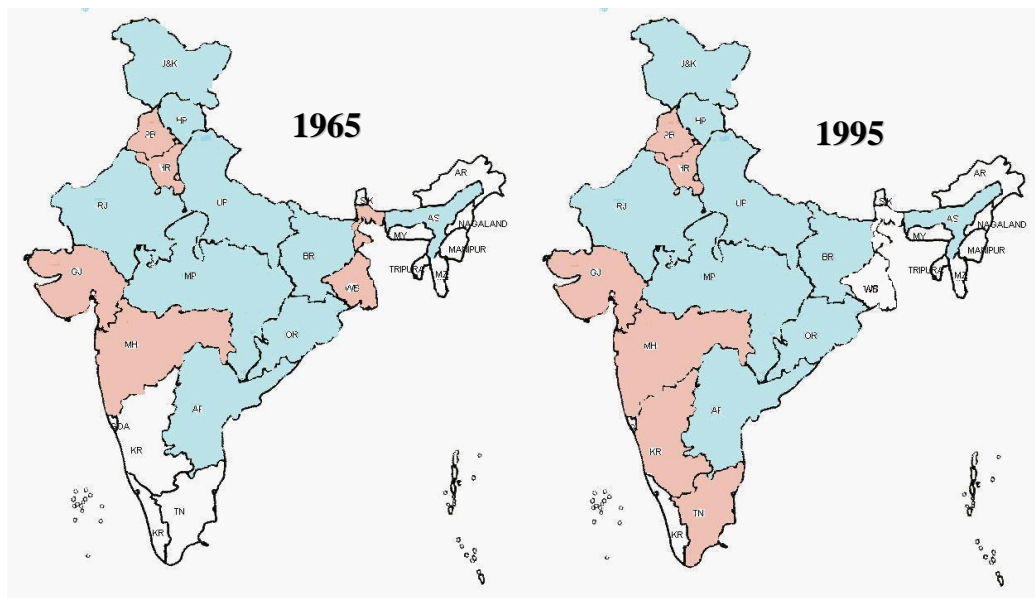 1965
J&K
HP
PB
HR
RJ
UP
GJ
MP
BR
SK
AR
AS
NAGALAND
MY
MANIPUR
TRIPURA
MZ
WB
OR
MH
AP
GOA
KR
TN
KR
1995
J&K
HP
PB
HR
RJ
UP
GJ
MP
BR
SK
AR
AS
NAGALAND
MY
MANIPUR
TRIPURA
MZ
WB
OR
MH
AP
KR
TN
KR